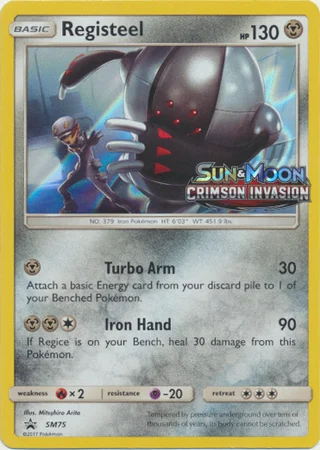 BASIC
Registeel
HP 130
SUN & MOON
CRIMSON INVASION
NO. 379 Iron Pokémon HT: 6'03" WT: 451.9 lbs.
Turbo Arm 30
Attach a basic Energy card from your discard pile to 1
of your Benched Pokémon.
Iron Hand 90
If Regice is on your Bench, heal 30 damage from
this Pokémon.
weakness ×2 resistance -20 retreat
Illus. Mitsuhiro Arita
SM75
©2017 Pokémon
Tempered by pressure underground over tens of
thousands of years, its body cannot be scratched.